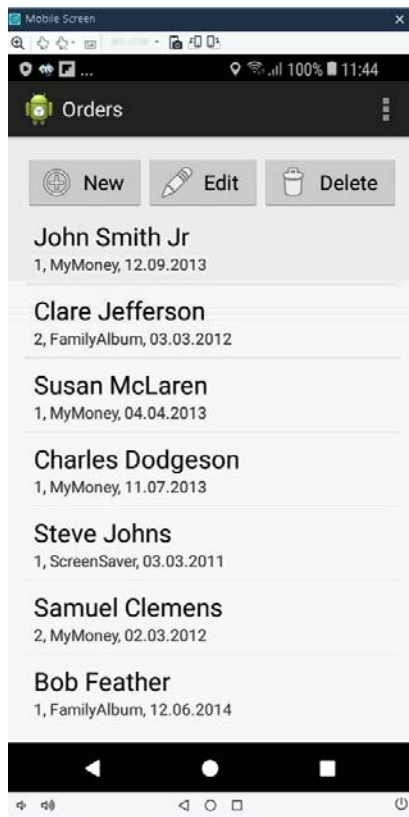 Mobile Screen
... 100% 11:44
Orders
New Edit Delete
John Smith Jr
1, MyMoney, 12.09.2013
Clare Jefferson
2, FamilyAlbum, 03.03.2012
Susan McLaren
1, MyMoney, 04.04.2013
Charles Dodgeson
1, MyMoney, 11.07.2013
Steve Johns
1, ScreenSaver, 03.03.2011
Samuel Clemens
2, MyMoney, 02.03.2012
Bob Feather
1, FamilyAlbum, 12.06.2014